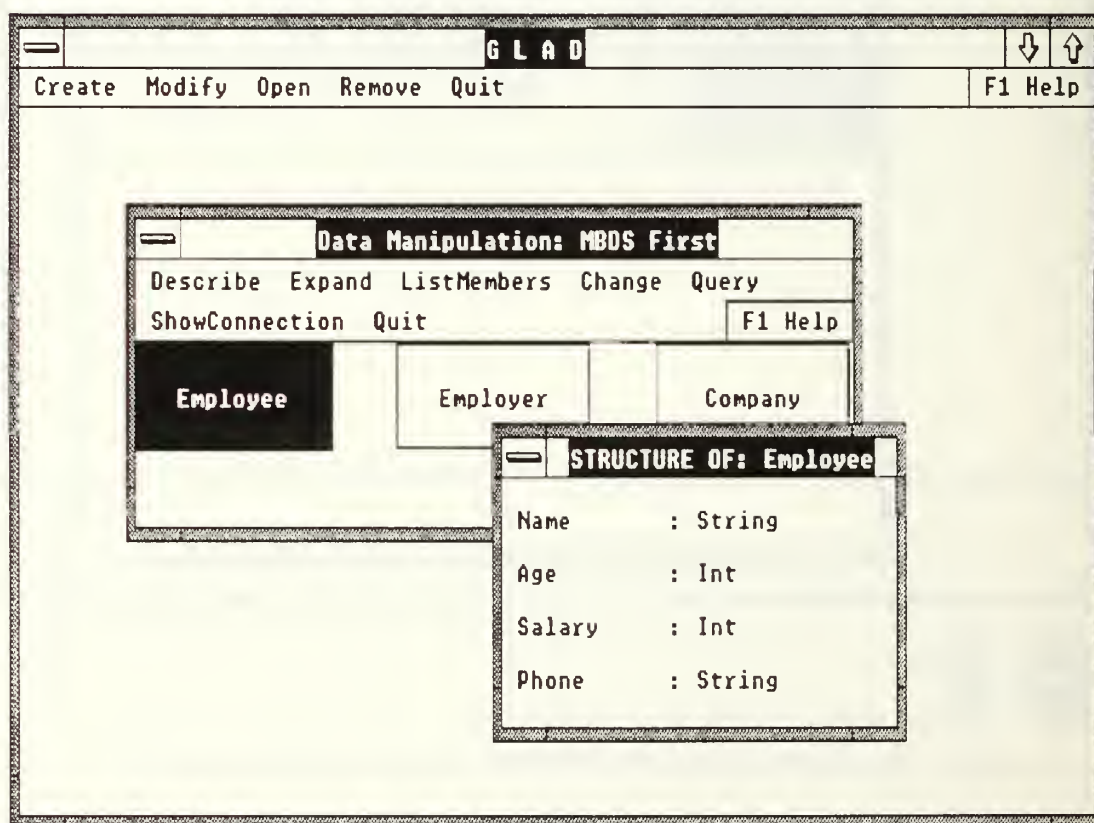 GLAD
Create Modify Open Remove Quit F1 Help
Data Manipulation: MBDS First
Describe Expand ListMembers Change Query
ShowConnection Quit F1 Help
Employee Employer Company
STRUCTURE OF: Employee
Name : String
Age : Int
Salary : Int
Phone : String